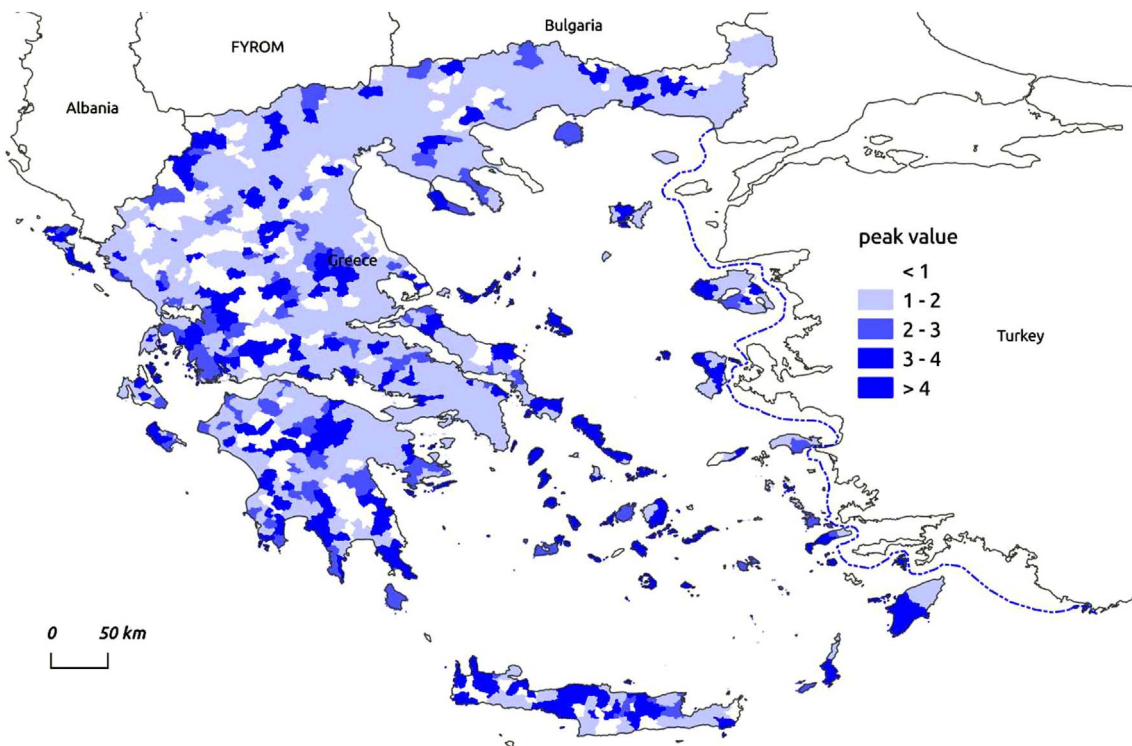 Bulgaria
FYROM
Albania
Greece
peak value
< 1
1 - 2
2 - 3
3 - 4
> 4
Turkey
0 50 km